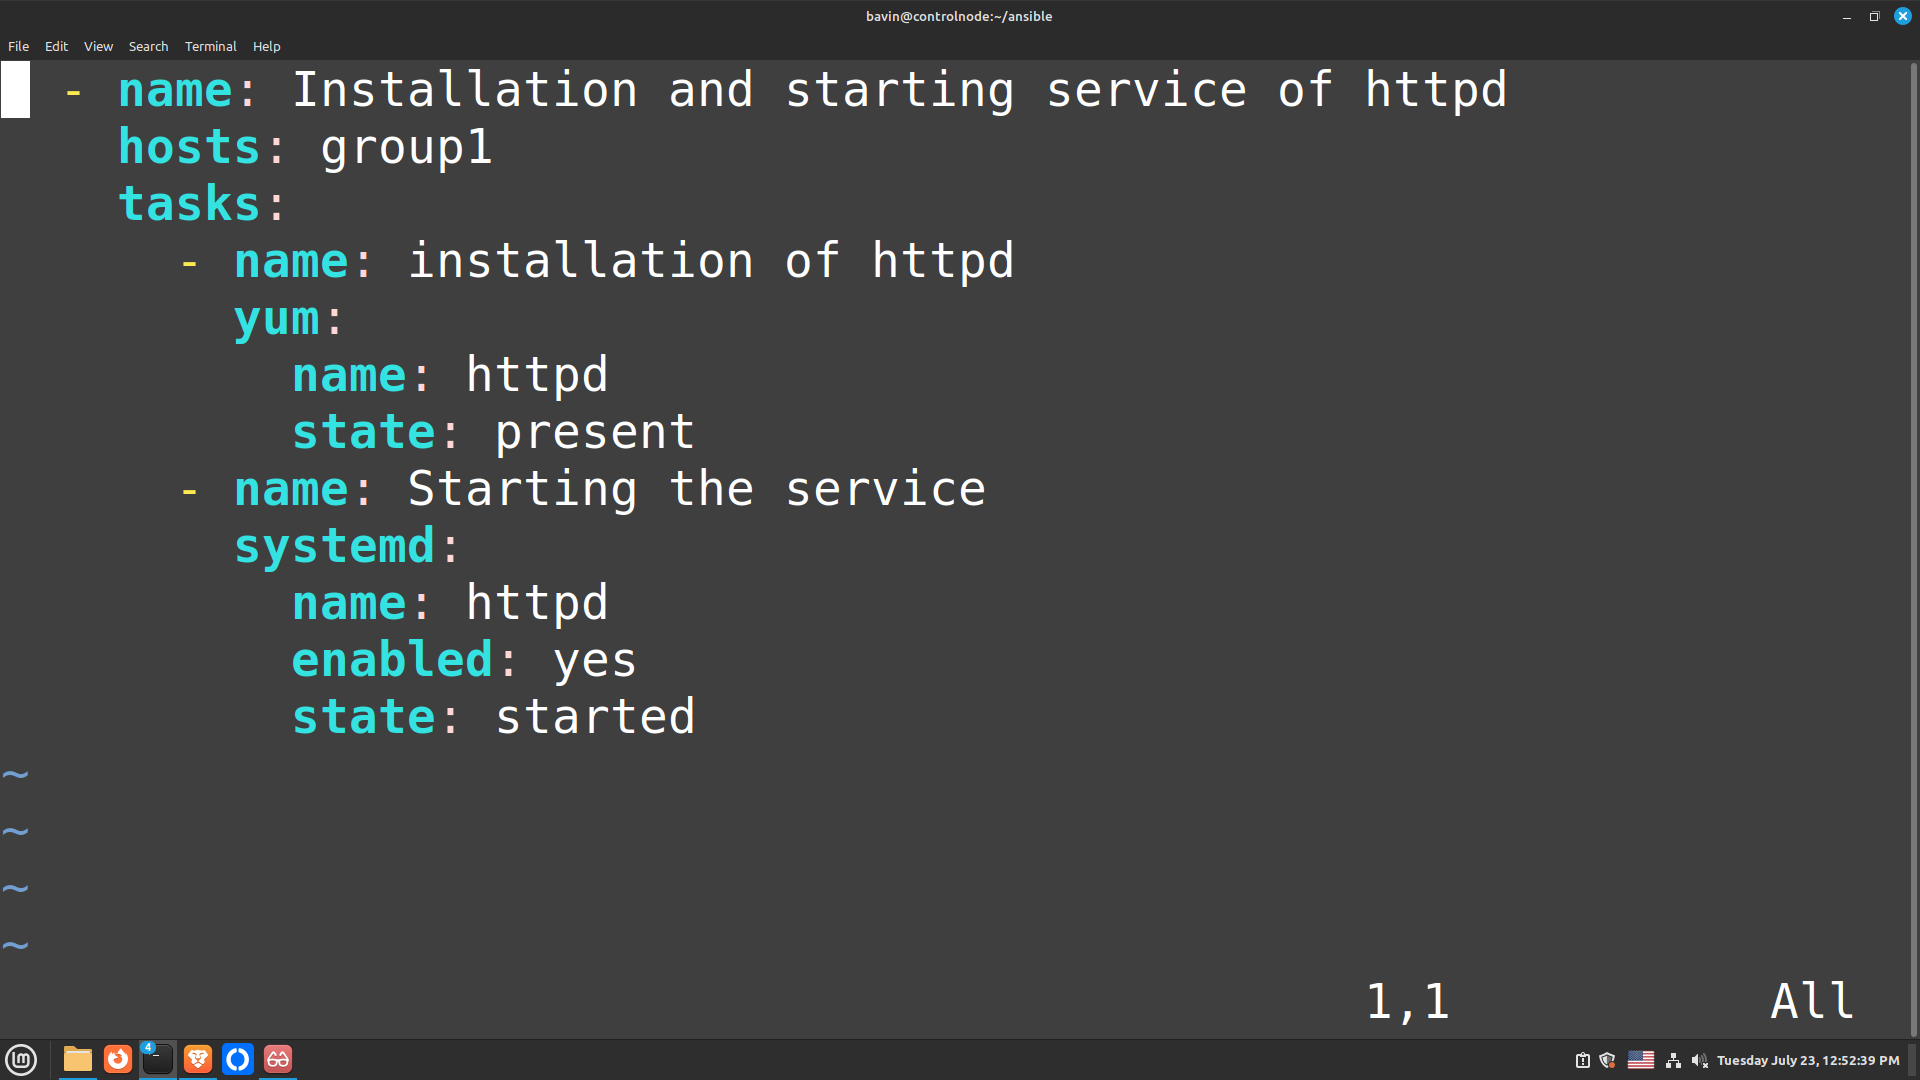 bavin@controlnode:~/ansible
File Edit View Search Terminal Help
- name: Installation and starting service of httpd
hosts: group1
tasks:
- name: installation of httpd
yum:
name: httpd
state: present
- name: Starting the service
systemd:
name: httpd
enabled: yes
state: started
~
~
~
~
1,1 All
4
Tuesday July 23, 12:52:39 PM